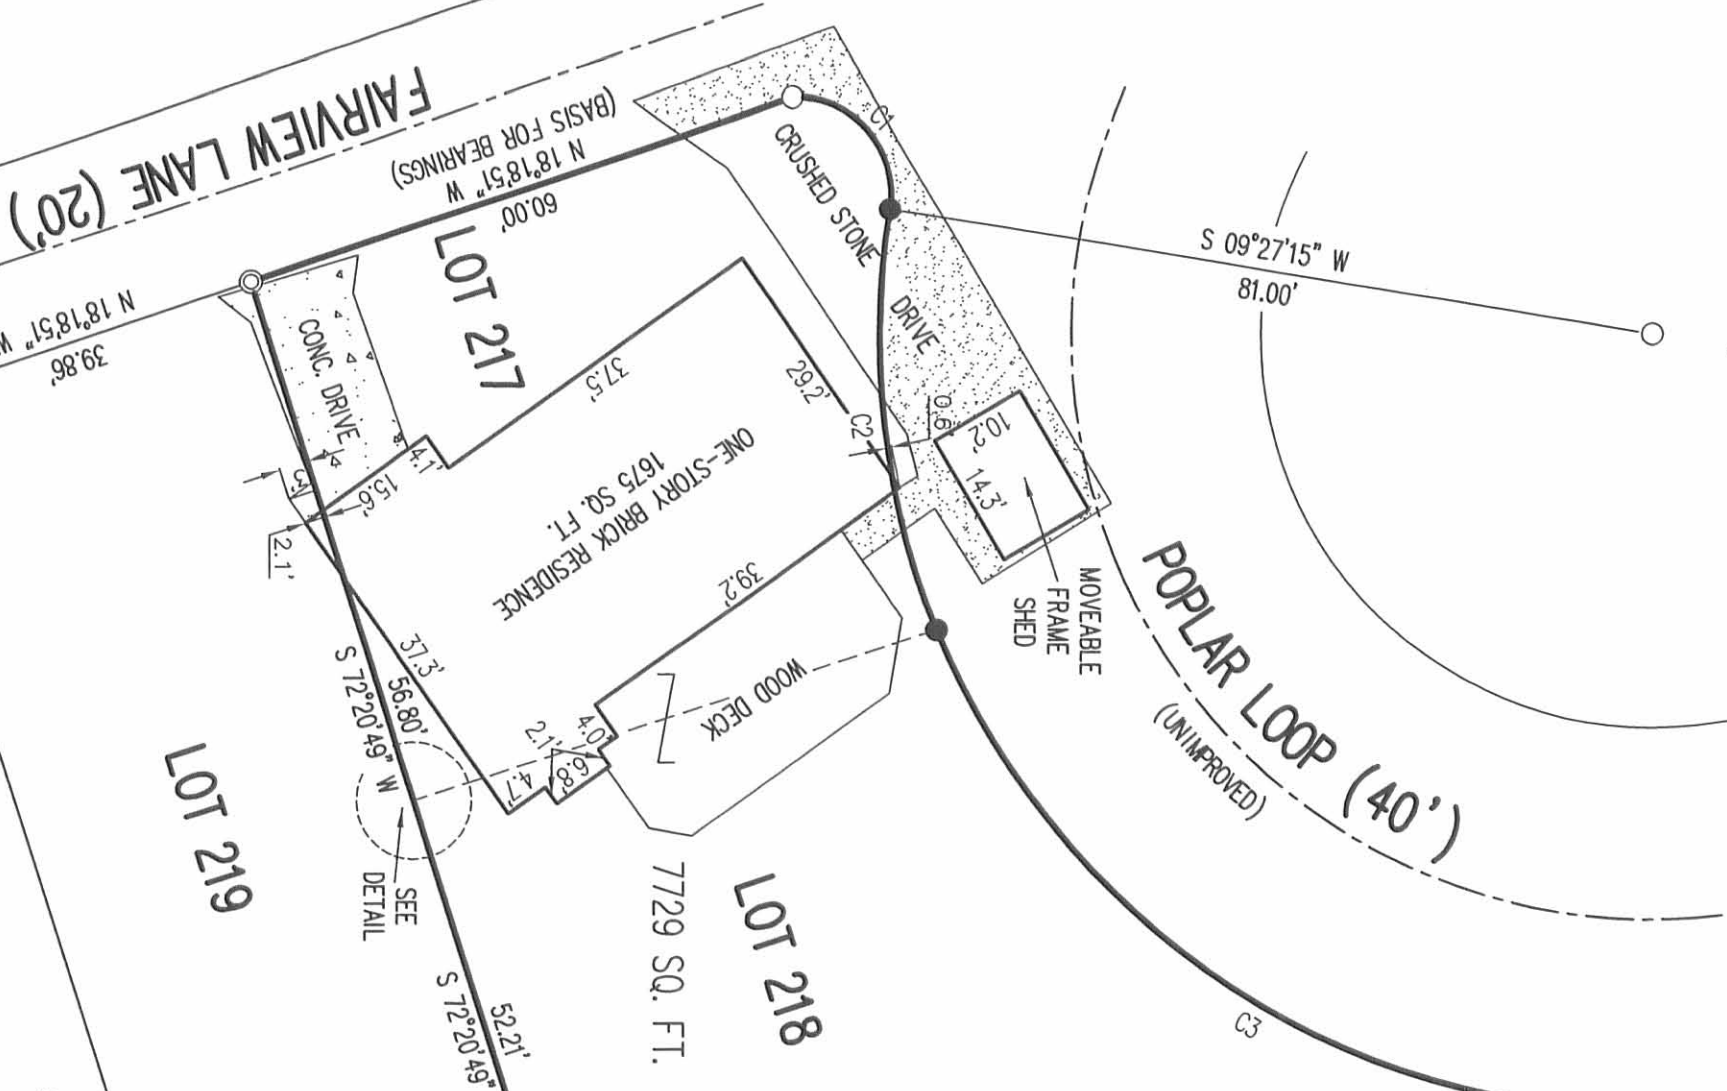 FAIRVIEW LANE (20')
(BASIS FOR BEARINGS)
N 18°18'51" W
60.00'
N 18°18'51" W
39.86'
LOT 217
CONC. DRIVE
CRUSHED STONE
DRIVE
C1
S 09°27'15" W
81.00'
37.5'
29.2'
C2
0.6'
10.2'
14.3'
4.1'
15.6'
2.1'
ONE-STORY BRICK RESIDENCE
1675 SQ. FT.
39.2'
37.3'
MOVEABLE
FRAME
SHED
POPLAR LOOP (40')
(UNIMPROVED)
WOOD DECK
S 72°20'49" W
56.80'
2.1'
4.0'
4.7'
6.8'
SEE
DETAIL
LOT 219
LOT 218
7729 SQ. FT.
S 72°20'49"
52.21'
C3